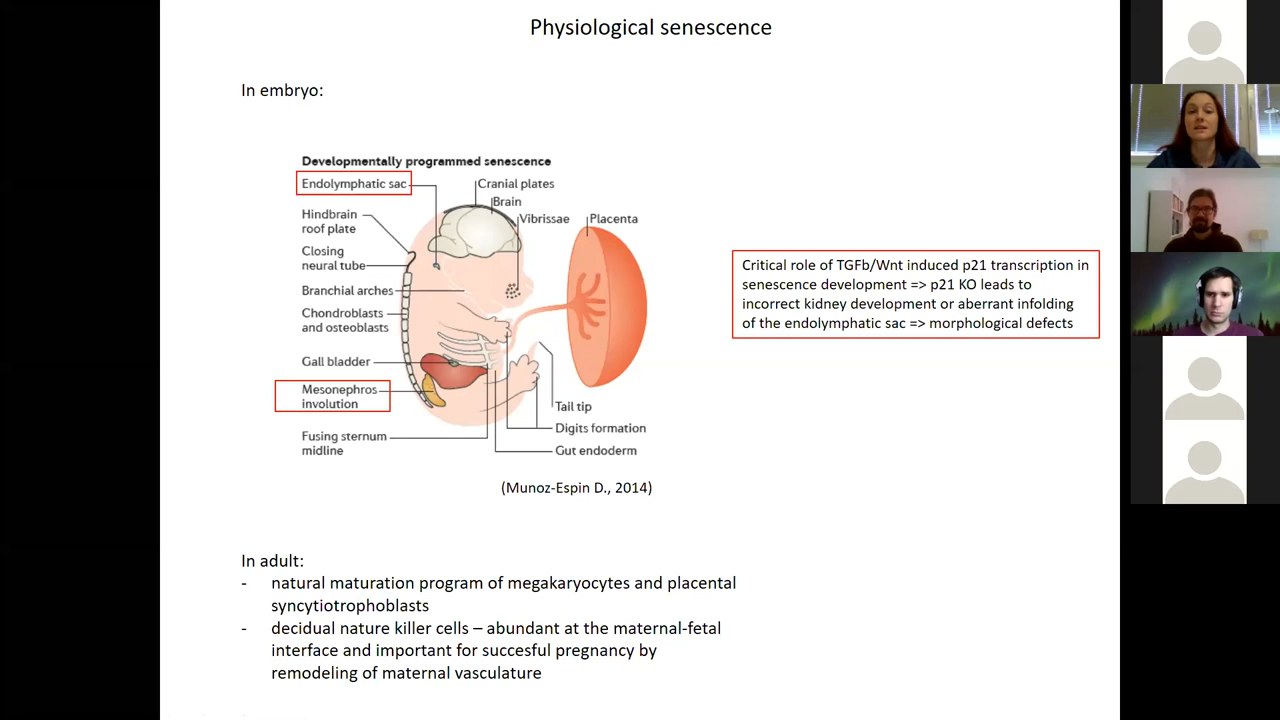 Physiological senescence
In embryo:
Developmentally programmed senescence
Endolymphatic sac
Cranial plates
Brain
Hindbrain
roof plate
Vibrissae
Placenta
Closing
neural tube
Branchial arches
Chondroblasts
and osteoblasts
Gall bladder
Mesonephros
involution
Tail tip
Digits formation
Fusing sternum
midline
Gut endoderm
(Munoz-Espin D., 2014)
Critical role of TGFb/Wnt induced p21 transcription in
senescence development => p21 KO leads to
incorrect kidney development or aberrant infolding
of the endolymphatic sac => morphological defects
In adult:
- natural maturation program of megakaryocytes and placental
syncytiotrophoblasts
- decidual nature killer cells – abundant at the maternal-fetal
interface and important for succesful pregnancy by
remodeling of maternal vasculature